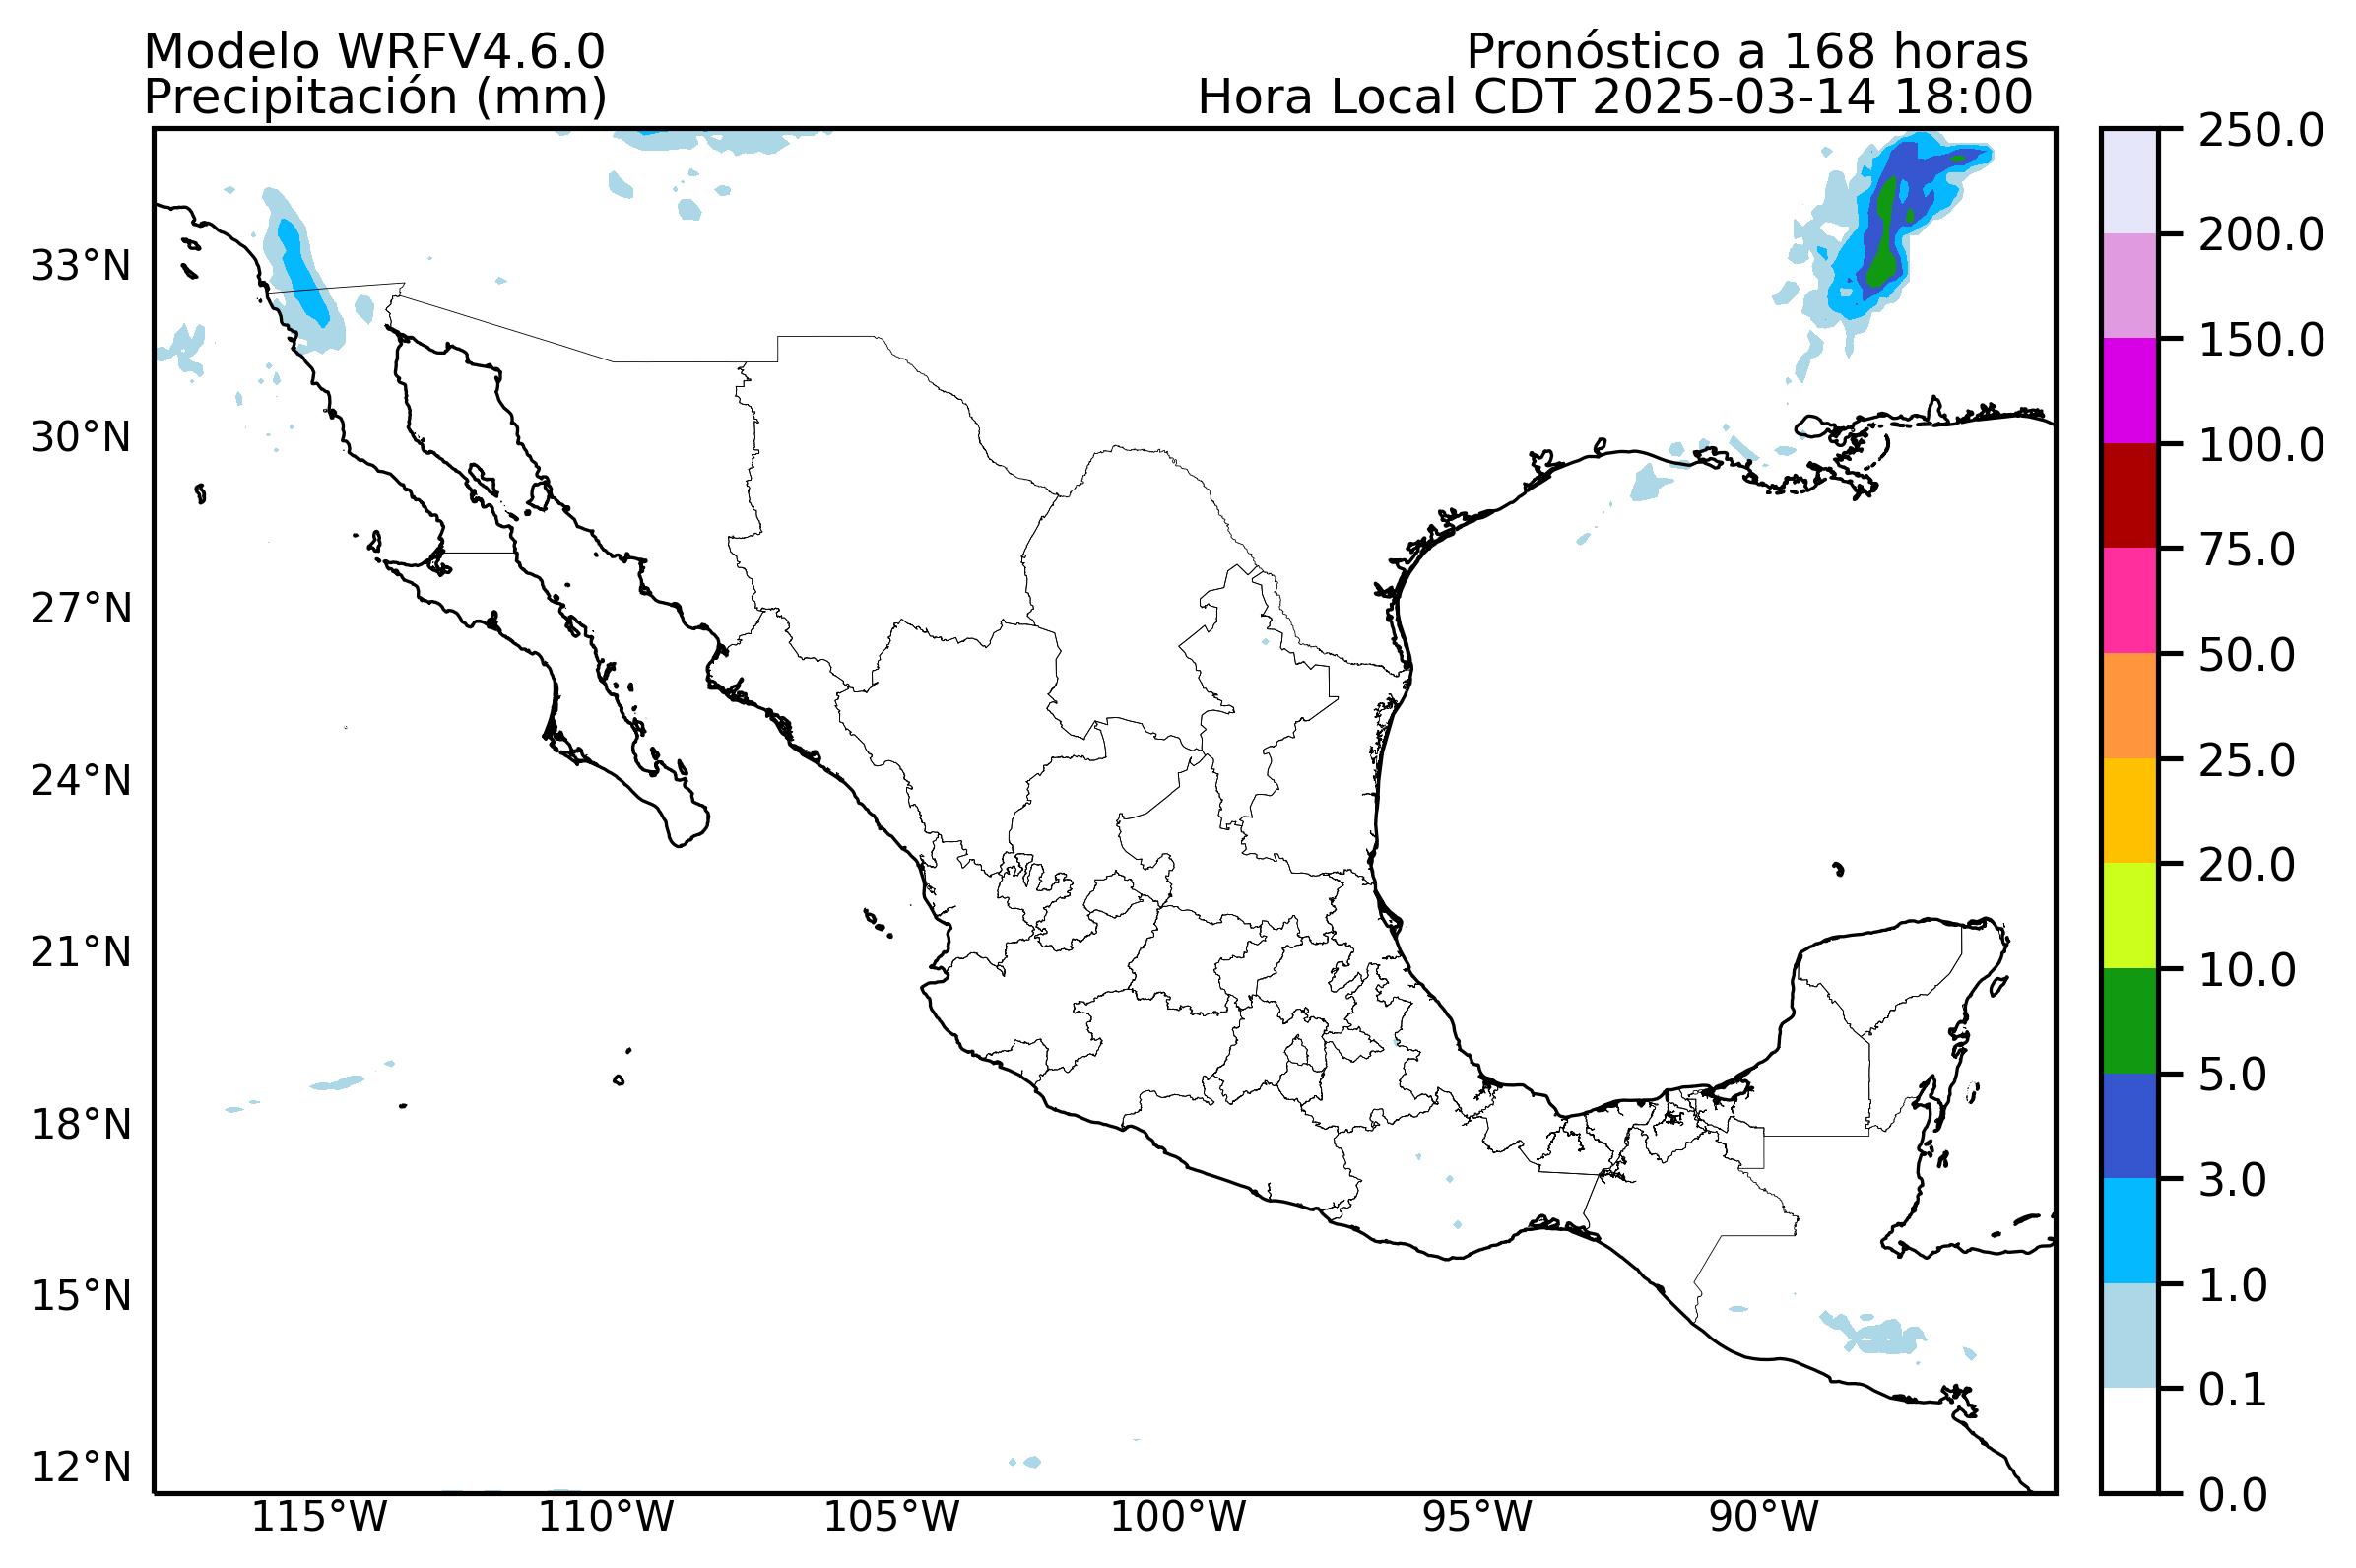 Modelo WRFV4.6.0
Pronóstico a 168 horas
Precipitación (mm)
Hora Local CDT 2025-03-14 18:00
33°N
30°N
27°N
24°N
21°N
18°N
15°N
12°N
115°W
110°W
105°W
100°W
95°W
90°W
250.0
200.0
150.0
100.0
75.0
50.0
25.0
20.0
10.0
5.0
3.0
1.0
0.1
0.0